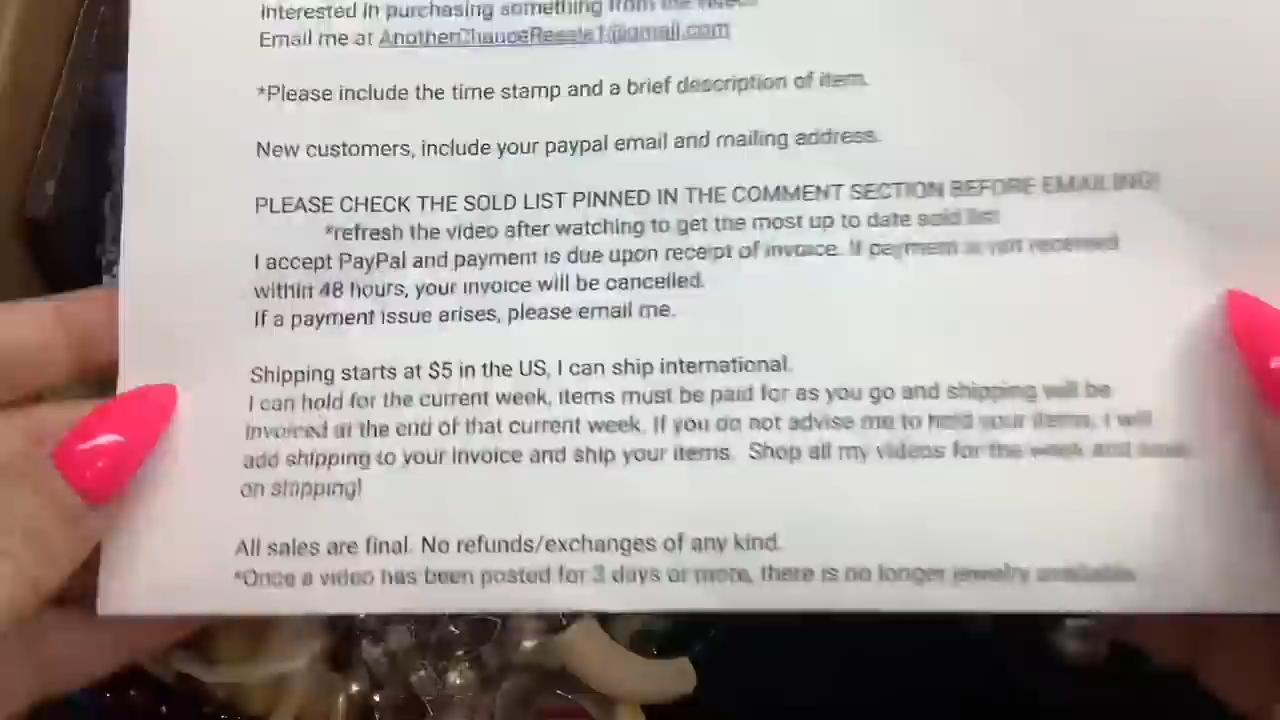 interested in purchasing something from the video.
Email me at AnotherChanceResale1@gmail.com
*Please include the time stamp and a brief description of item.
New customers, include your paypal email and mailing address.
PLEASE CHECK THE SOLD LIST PINNED IN THE COMMENT SECTION BEFORE EMAILING!
*refresh the video after watching to get the most up to date sold list
I accept PayPal and payment is due upon receipt of invoice. If payment is not received
within 48 hours, your invoice will be cancelled.
If a payment issue arises, please email me.
Shipping starts at $5 in the US, I can ship international.
I can hold for the current week, items must be paid for as you go and shipping will be
invoiced at the end of that current week. If you do not advise me to hold your items, I will
add shipping to your invoice and ship your items. Shop all my videos for the week and save
on shipping!
All sales are final. No refunds/exchanges of any kind.
*Once a video has been posted for 3 days or more, there is no longer jewelry available.